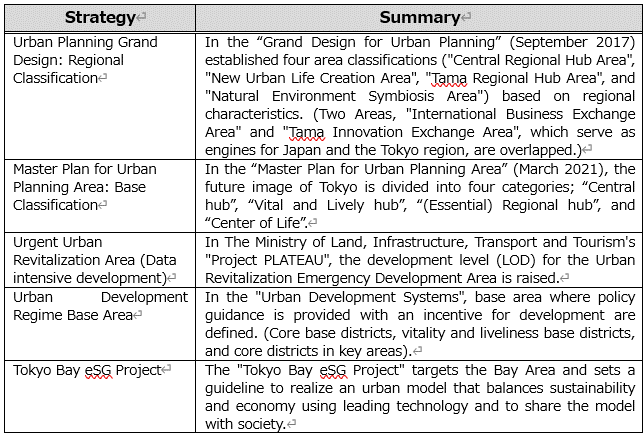 Strategy
Summary
Urban Planning Grand
Design: Regional
Classification
In the “Grand Design for Urban Planning” (September 2017)
established four area classifications ("Central Regional Hub Area",
"New Urban Life Creation Area", "Tama Regional Hub Area", and
"Natural Environment Symbiosis Area") based on regional
characteristics. (Two Areas, "International Business Exchange
Area" and "Tama Innovation Exchange Area", which serve as
engines for Japan and the Tokyo region, are overlapped.)
Master Plan for Urban
Planning Area: Base
Classification
In the “Master Plan for Urban Planning Area” (March 2021), the
future image of Tokyo is divided into four categories; “Central
hub”, “Vital and Lively hub”, “(Essential) Regional hub”, and
“Center of Life”.
Urgent Urban
Revitalization Area (Data
intensive development)
In The Ministry of Land, Infrastructure, Transport and Tourism's
"Project PLATEAU", the development level (LOD) for the Urban
Revitalization Emergency Development Area is raised.
Urban Development
Regime Base Area
In the "Urban Development Systems", base area where policy
guidance is provided with an incentive for development are
defined. (Core base districts, vitality and liveliness base districts,
and core districts in key areas).
Tokyo Bay eSG Project
The "Tokyo Bay eSG Project" targets the Bay Area and sets a
guideline to realize an urban model that balances sustainability
and economy using leading technology and to share the model
with society.